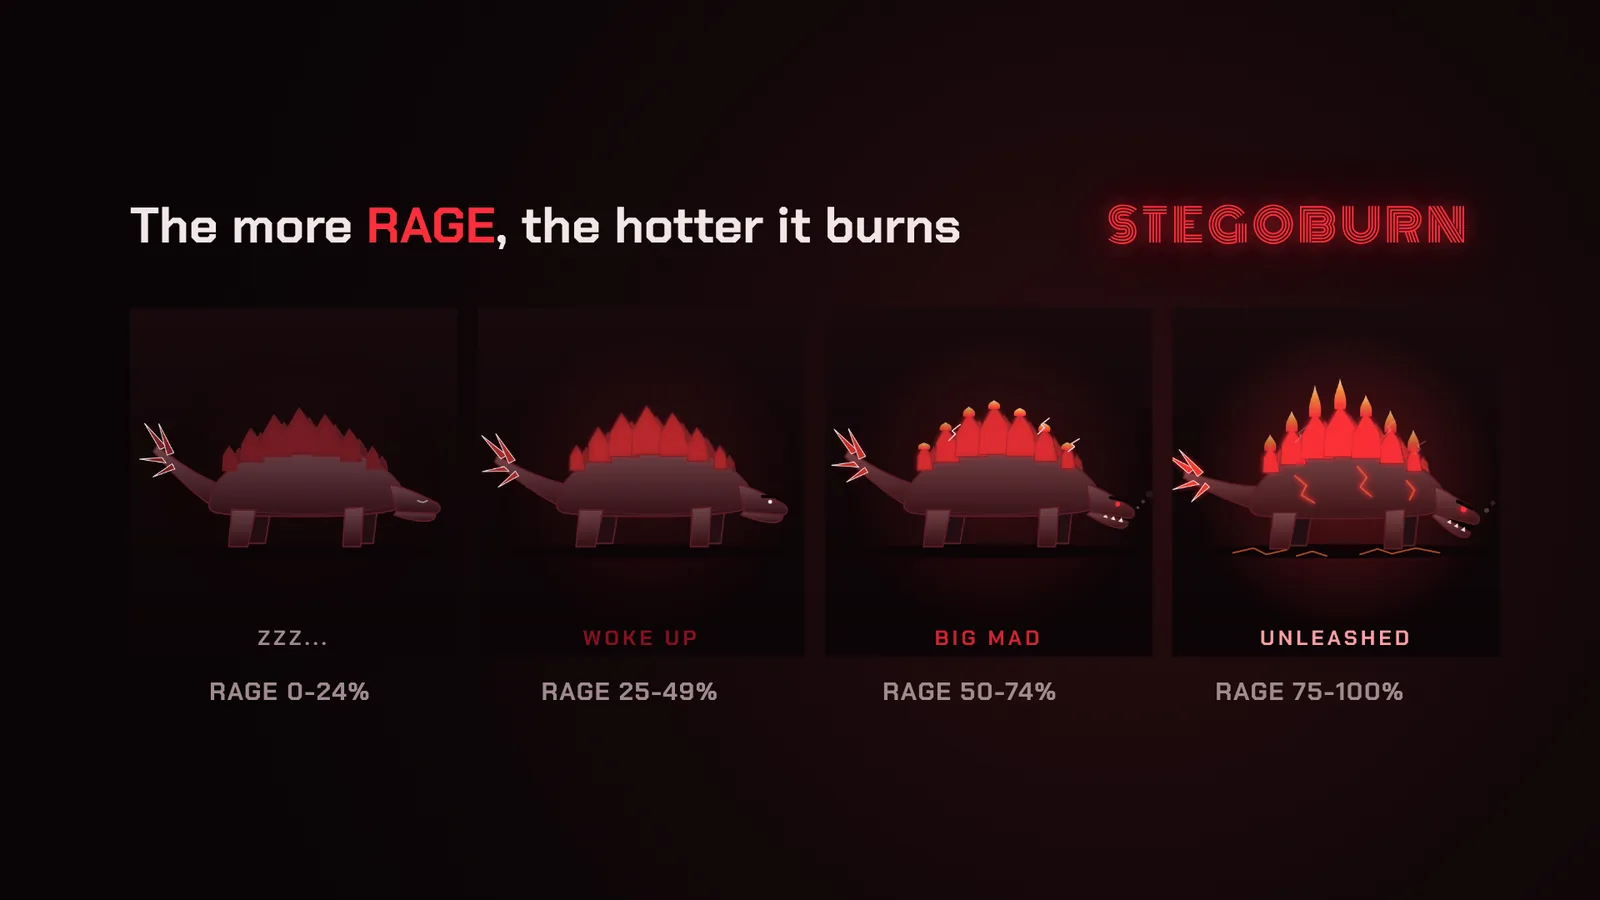 The more RAGE, the hotter it burns
STEGOBURN
ZZZ...
WOKE UP
BIG MAD
UNLEASHED
RAGE 0-24%
RAGE 25-49%
RAGE 50-74%
RAGE 75-100%